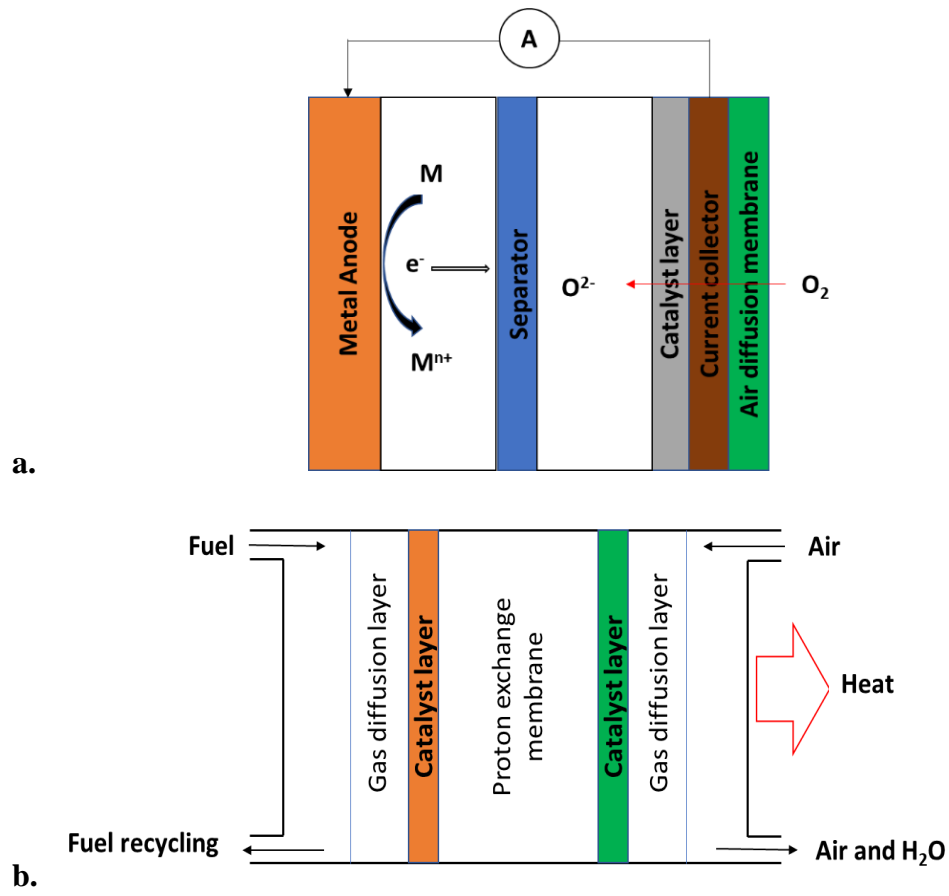 A
Metal Anode
M
e-
Mⁿ⁺
Separator
O²⁻
Catalyst layer
Current collector
Air diffusion membrane
O₂
a.
Fuel
Air
Gas diffusion layer
Catalyst layer
Proton exchange
membrane
Catalyst layer
Gas diffusion layer
Heat
Fuel recycling
Air and H₂O
b.